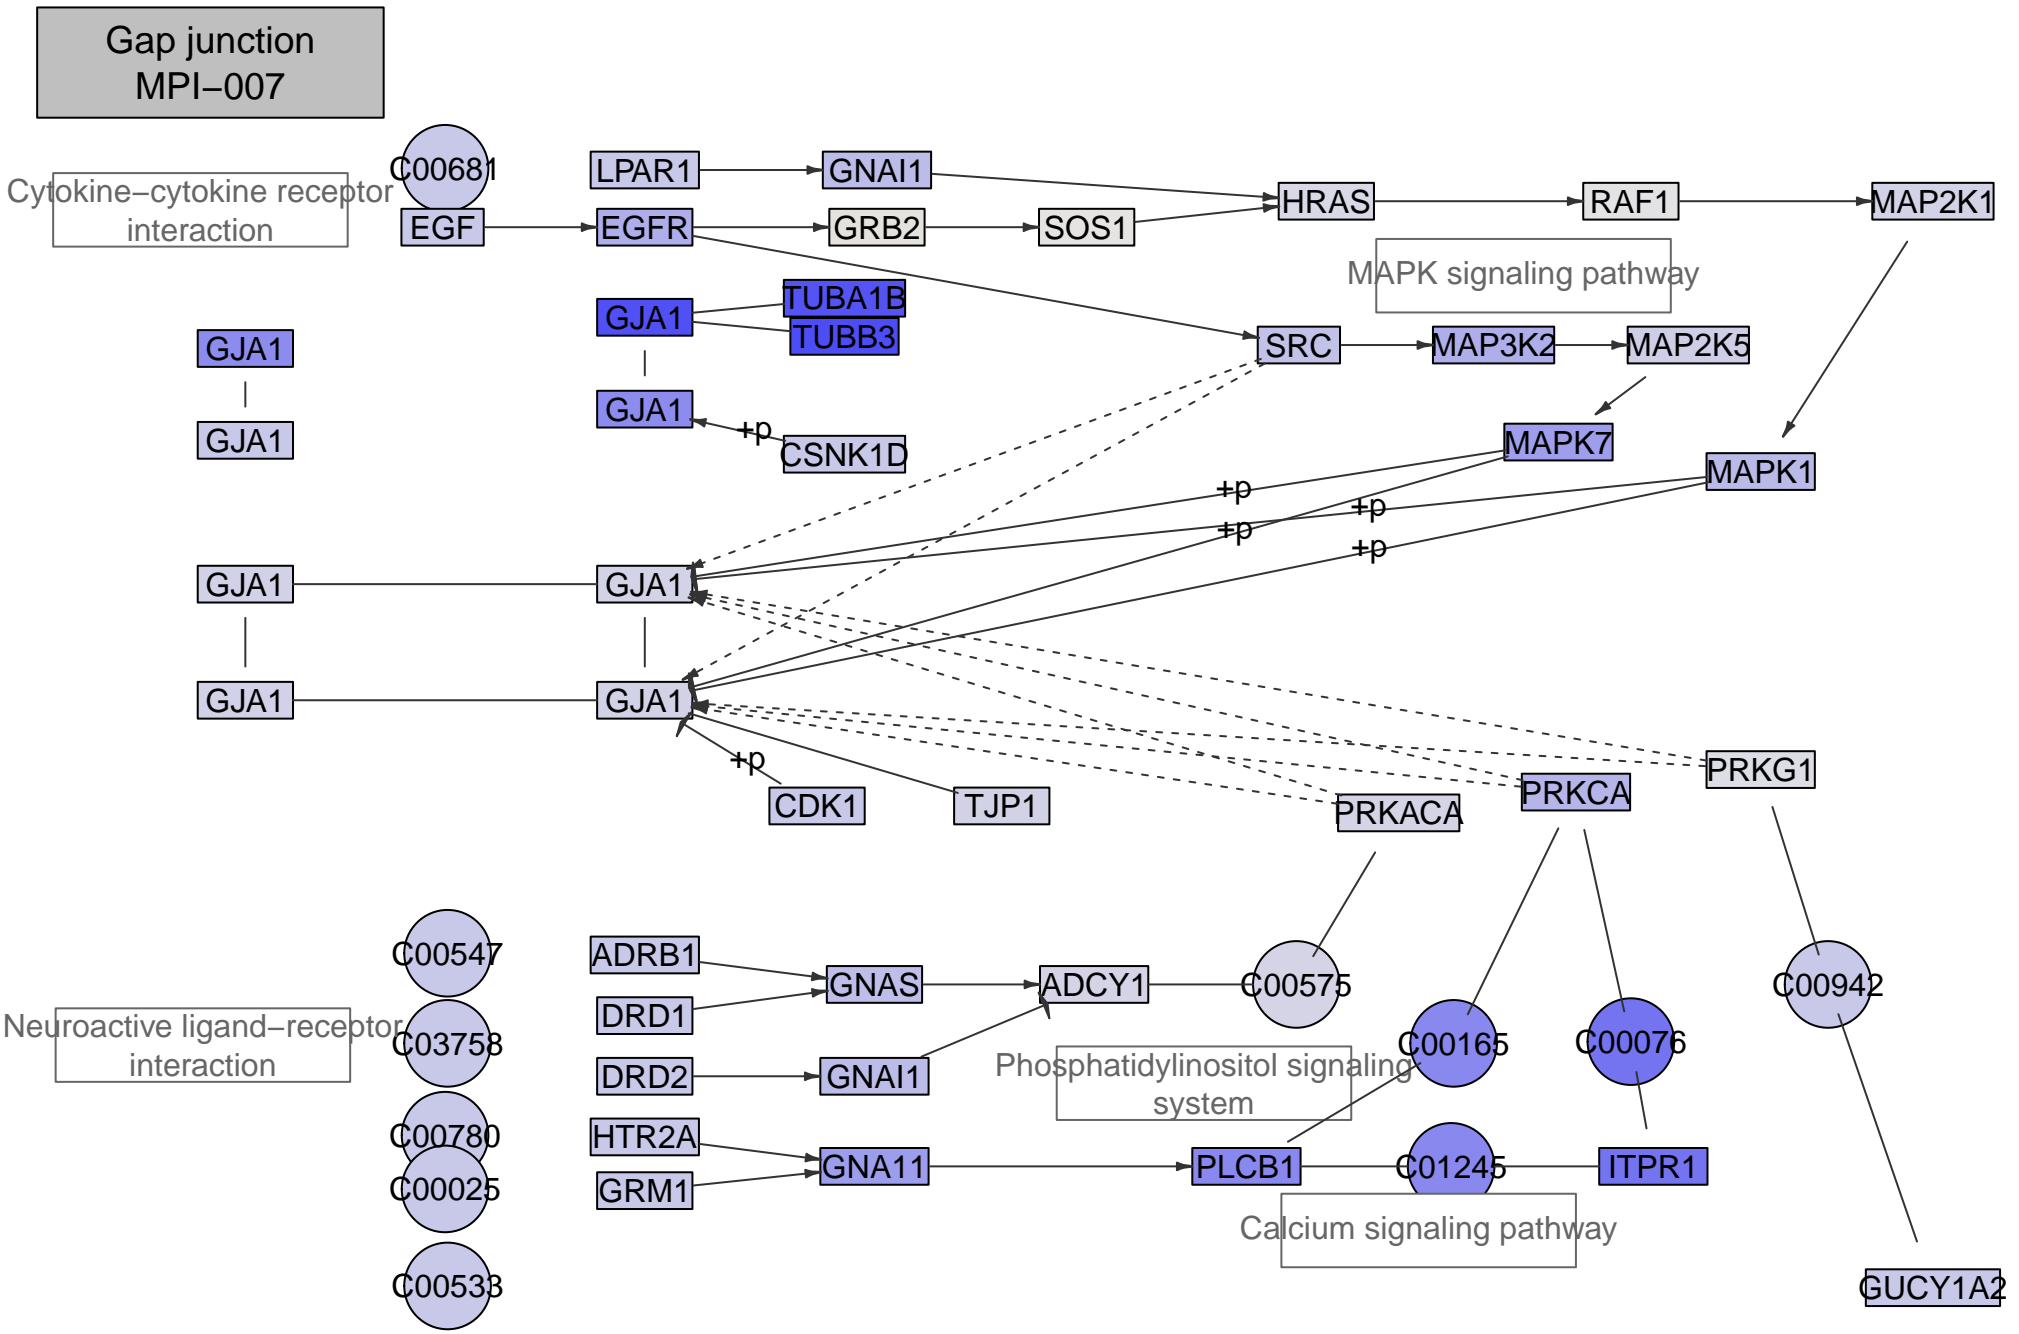 Gap junction
MPI−007
C00681
LPAR1
GNAI1
Cytokine−cytokine receptor
interaction
HRAS
RAF1
MAP2K1
EGF
EGFR
GRB2
SOS1
MAPK signaling pathway
TUBA1B
GJA1
TUBB3
GJA1
SRC
MAP3K2
MAP2K5
GJA1
+p
GJA1
CSNK1D
MAPK7
MAPK1
+p
+p
+p
+p
GJA1
GJA1
GJA1
GJA1
+p
CDK1
TJP1
PRKACA
PRKCA
PRKG1
C00547
ADRB1
GNAS
ADCY1
C00575
C00942
DRD1
Neuroactive ligand−receptor
interaction
C03758
C00165
C00076
DRD2
GNAI1
Phosphatidylinositol signaling
system
C00780
HTR2A
GNA11
PLCB1
C01245
ITPR1
C00025
GRM1
Calcium signaling pathway
C00533
GUCY1A2